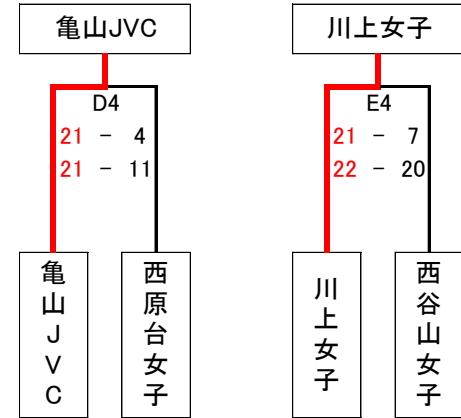 亀山JVC
川上女子
D4
21 - 4
21 - 11
E4
21 - 7
22 - 20
亀山JVC
西原台女子
川上女子
西谷山女子